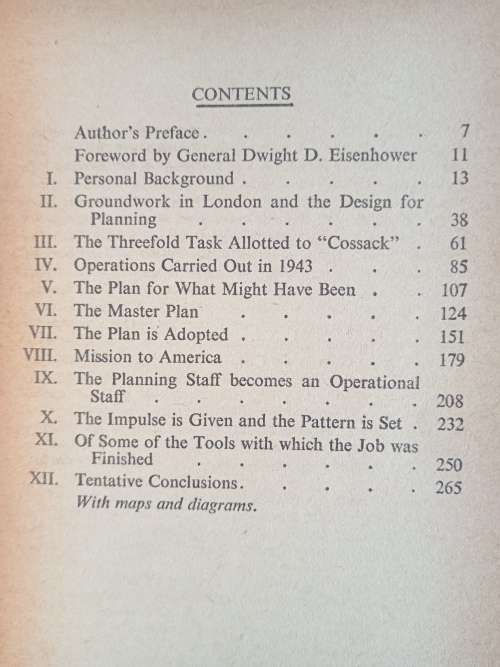 CONTENTS
Author's Preface . . . . . . 7
Foreword by General Dwight D. Eisenhower 11
I. Personal Background . . . . . 13
II. Groundwork in London and the Design for
Planning . . . . . . 38
III. The Threefold Task Allotted to "Cossack" . 61
IV. Operations Carried Out in 1943 . . . 85
V. The Plan for What Might Have Been . . 107
VI. The Master Plan . . . . . 124
VII. The Plan is Adopted . . . . . 151
VIII. Mission to America . . . . . 179
IX. The Planning Staff becomes an Operational
Staff . . . . . . . 208
X. The Impulse is Given and the Pattern is Set . 232
XI. Of Some of the Tools with which the Job was
Finished . . . . . . 250
XII. Tentative Conclusions . . . . . 265
With maps and diagrams.